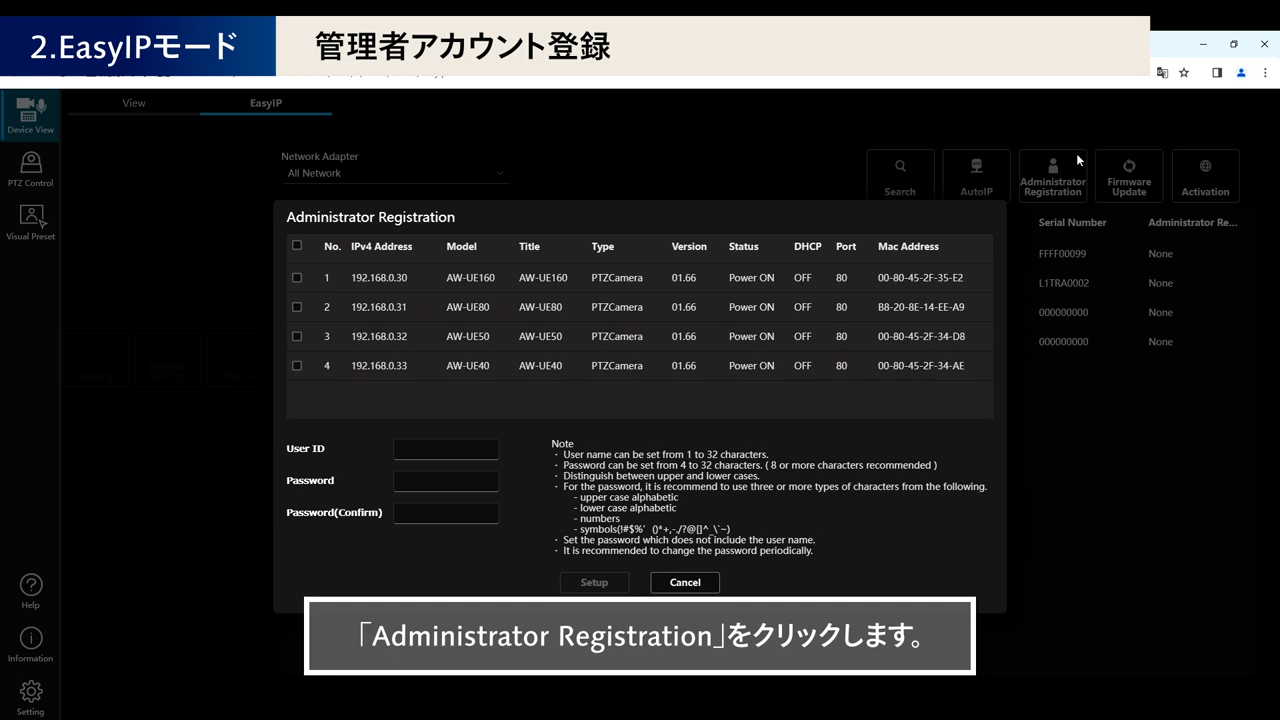 2.EasyIPモード
管理者アカウント登録
Device View
PTZ Control
Visual Preset
View EasyIP
Network Adapter
All Network
Search
AutoIP
Administrator
Registration
Firmware
Update
Activation
Serial Number Administrator Re...
FFFF00099 None
L1TRA0002 None
000000000 None
000000000 None
Administrator Registration
No. IPv4 Address Model Title Type Version Status DHCP Port Mac Address
1 192.168.0.30 AW-UE160 AW-UE160 PTZCamera 01.66 Power ON OFF 80 00-80-45-2F-35-E2
2 192.168.0.31 AW-UE80 AW-UE80 PTZCamera 01.66 Power ON OFF 80 B8-20-8E-14-EE-A9
3 192.168.0.32 AW-UE50 AW-UE50 PTZCamera 01.66 Power ON OFF 80 00-80-45-2F-34-D8
4 192.168.0.33 AW-UE40 AW-UE40 PTZCamera 01.66 Power ON OFF 80 00-80-45-2F-34-AE
User ID
Password
Password(Confirm)
Note
・ User name can be set from 1 to 32 characters.
・ Password can be set from 4 to 32 characters. ( 8 or more characters recommended )
・ Distinguish between upper and lower cases.
・ For the password, it is recommend to use three or more types of characters from the following.
- upper case alphabetic
- lower case alphabetic
- numbers
- symbols(!#$%' ()*+,-./?@[]^_\`~)
・ Set the password which does not include the user name.
・ It is recommended to change the password periodically.
Setup Cancel
Help
Information
Setting
「Administrator Registration」をクリックします。